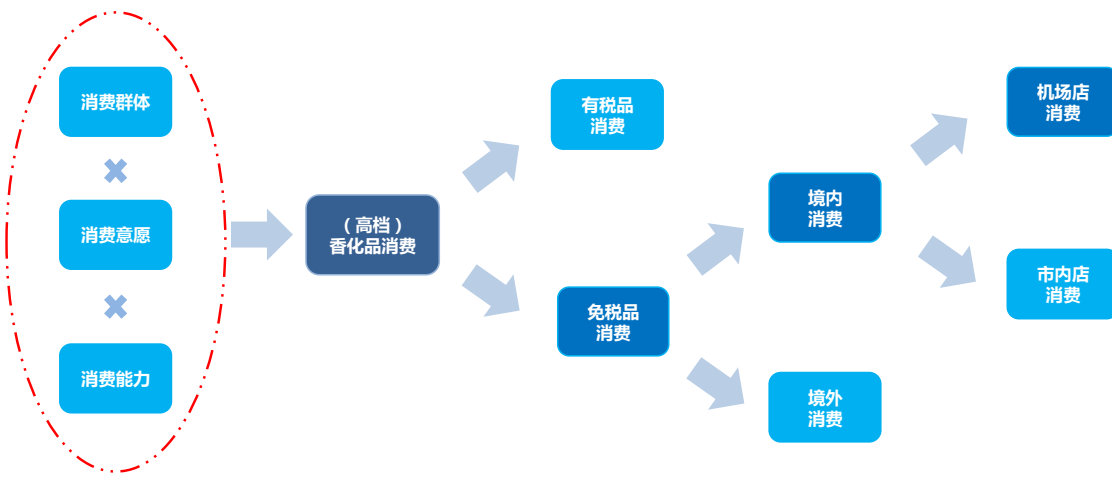 消费群体
消费意愿
消费能力
（高档）
香化品消费
有税品
消费
免税品
消费
境内
消费
境外
消费
机场店
消费
市内店
消费